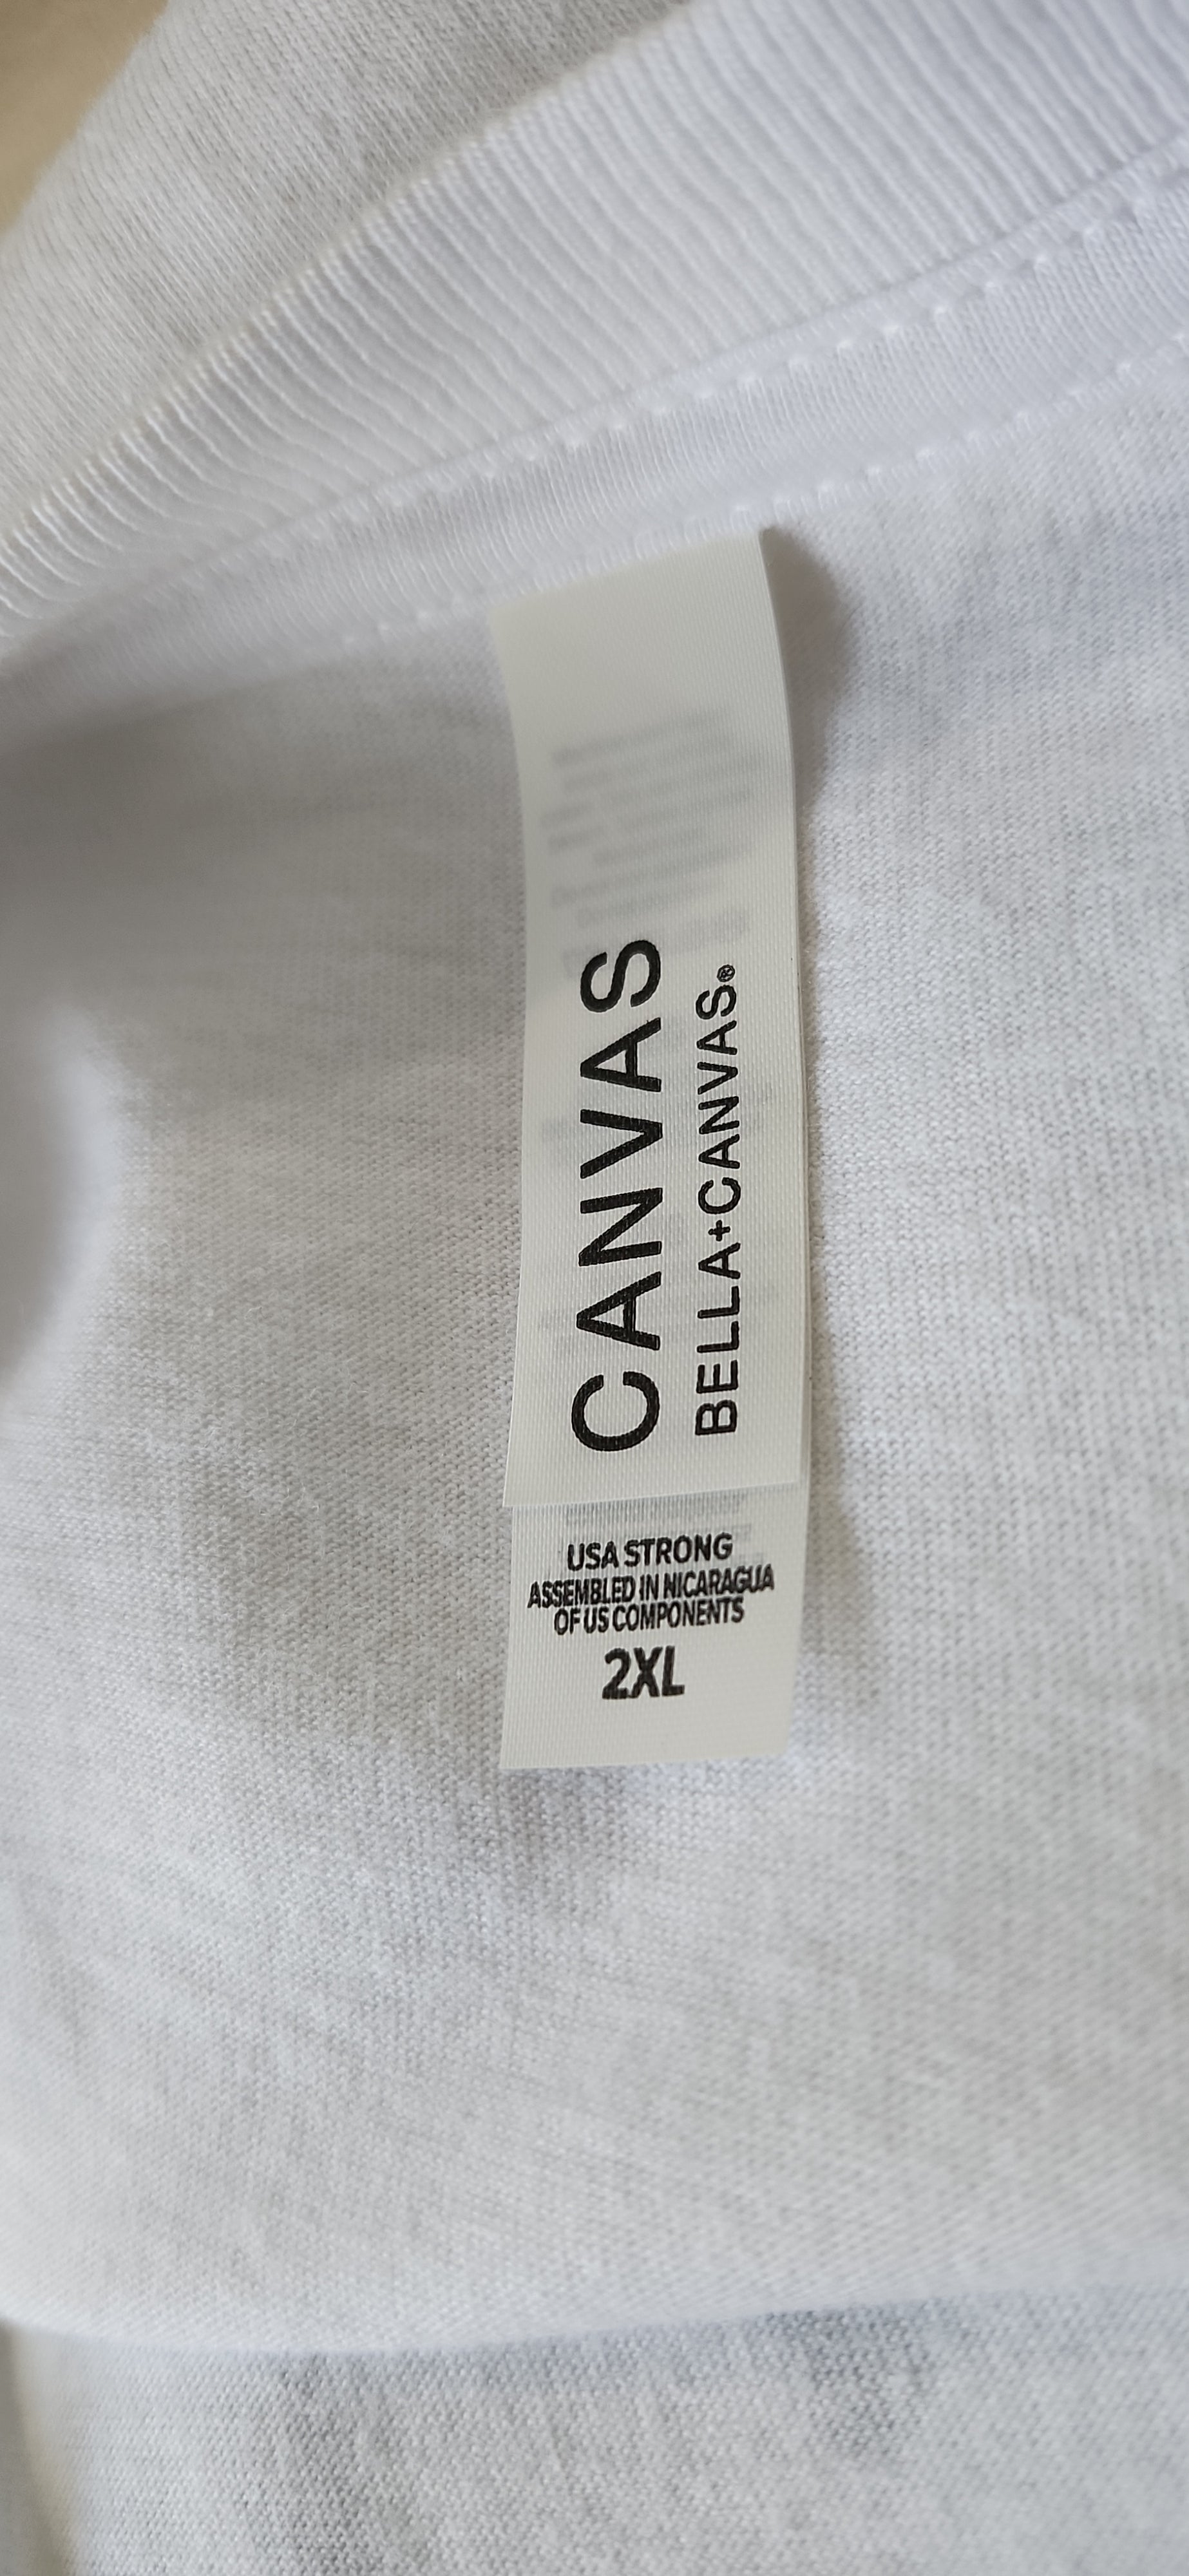 CANVAS
BELLA+CANVAS®
USA STRONG
ASSEMBLED IN NICARAGUA
OF US COMPONENTS
2XL